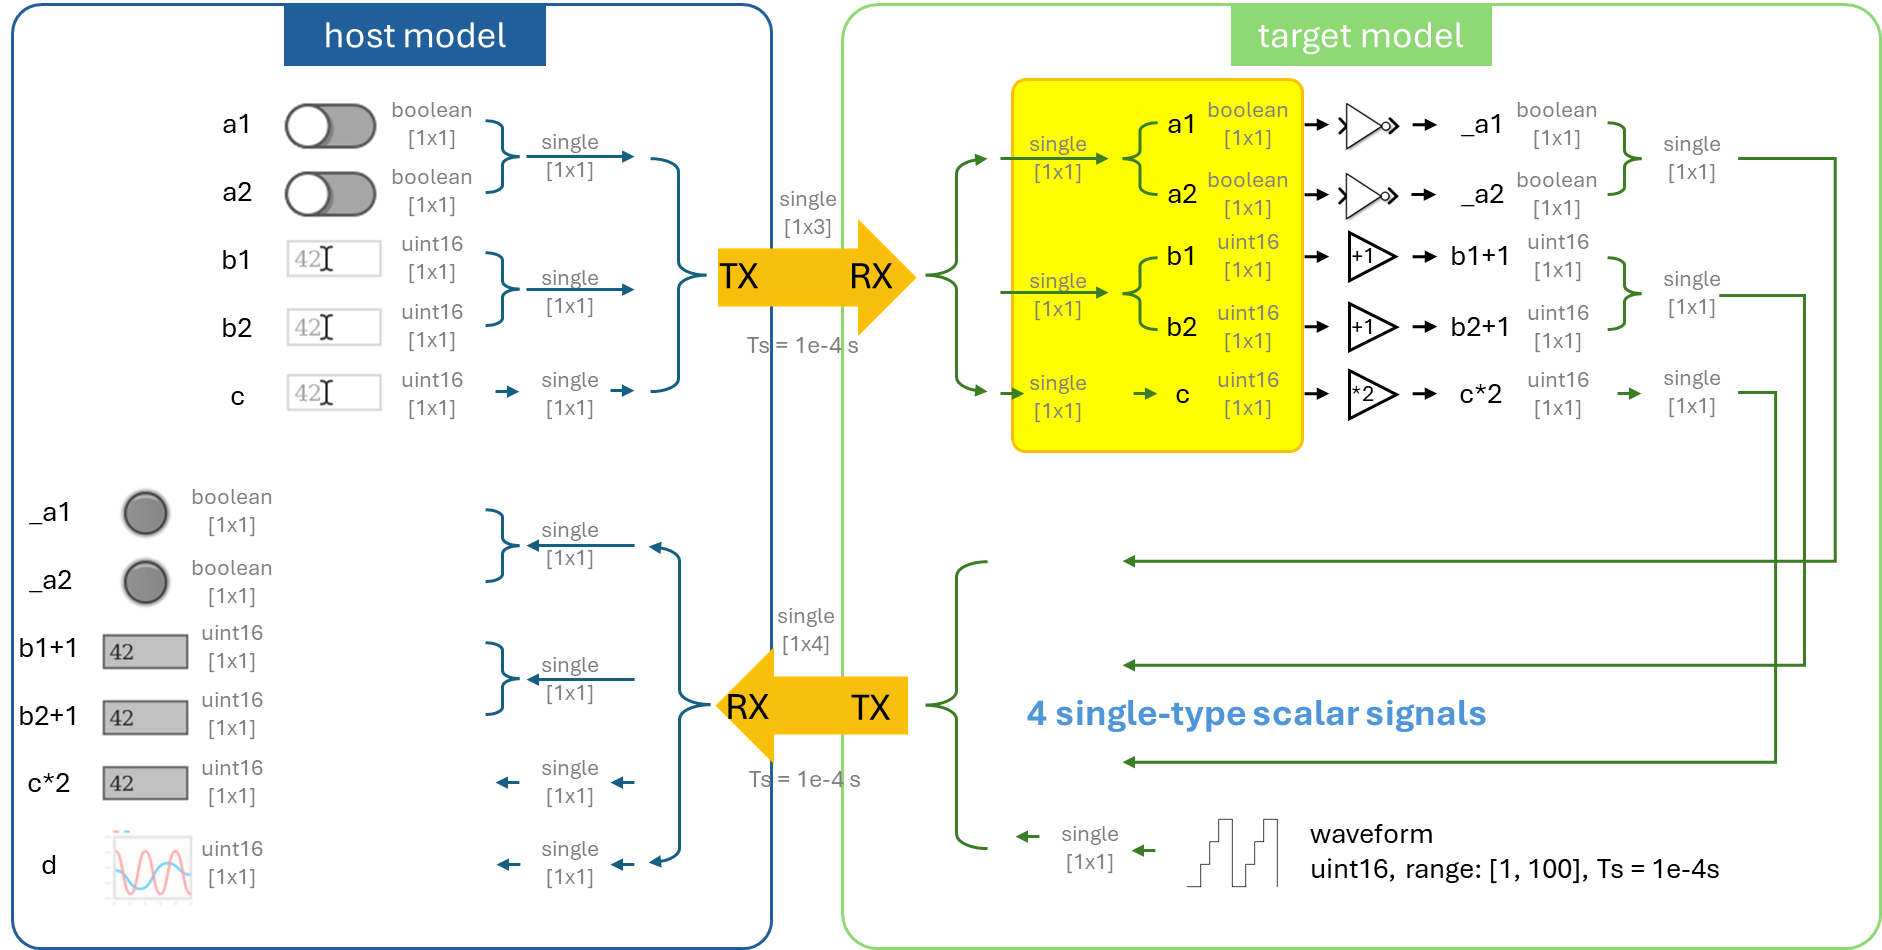 host model
target model
a1
boolean
[1x1]
a2
boolean
[1x1]
single
[1x1]
b1
42
uint16
[1x1]
b2
42
uint16
[1x1]
single
[1x1]
c
42
uint16
[1x1]
single
[1x1]
single
[1x3]
TX
RX
Ts = 1e-4 s
single
[1x1]
a1
boolean
[1x1]
_a1
boolean
[1x1]
a2
boolean
[1x1]
_a2
boolean
[1x1]
single
[1x1]
single
[1x1]
b1
uint16
[1x1]
+1
b1+1
uint16
[1x1]
b2
uint16
[1x1]
+1
b2+1
uint16
[1x1]
single
[1x1]
single
[1x1]
c
uint16
[1x1]
*2
c*2
uint16
[1x1]
single
[1x1]
_a1
boolean
[1x1]
_a2
boolean
[1x1]
single
[1x1]
b1+1
42
uint16
[1x1]
b2+1
42
uint16
[1x1]
single
[1x1]
c*2
42
uint16
[1x1]
single
[1x1]
d
uint16
[1x1]
single
[1x1]
single
[1x4]
RX
TX
Ts = 1e-4 s
4 single-type scalar signals
single
[1x1]
waveform
uint16, range: [1, 100], Ts = 1e-4s